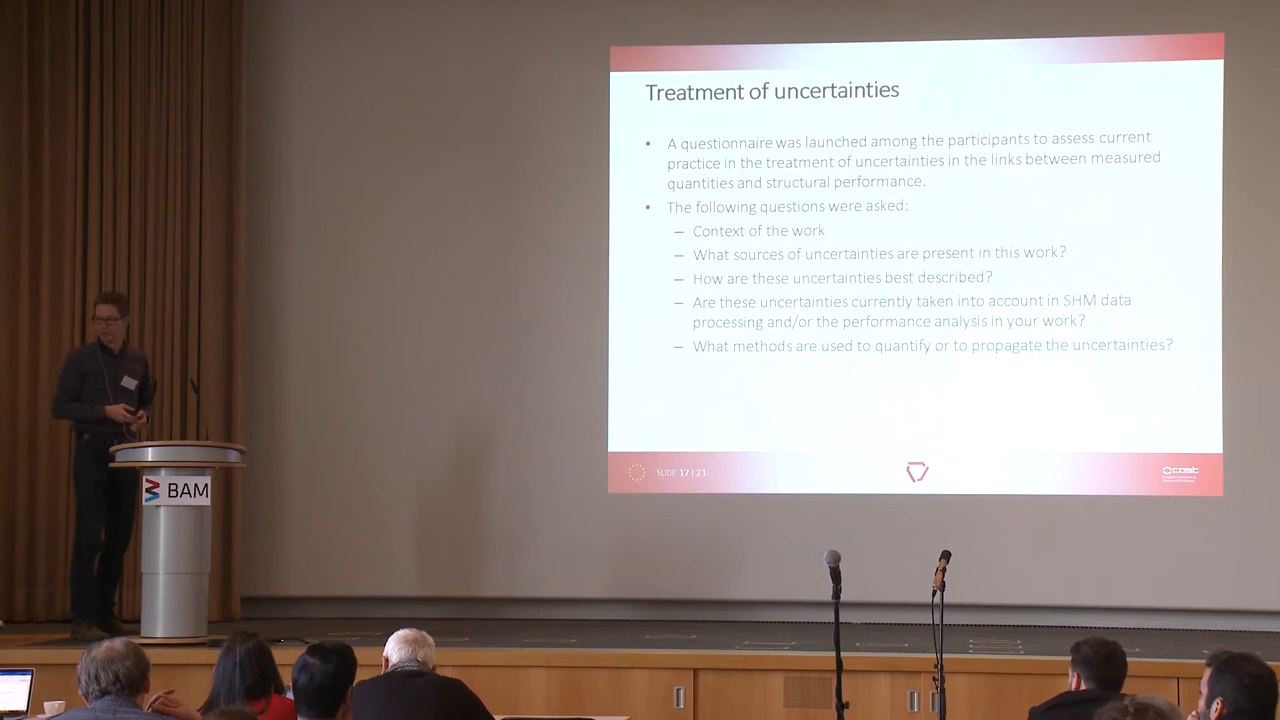 Treatment of uncertainties
• A questionnaire was launched among the participants to assess current
practice in the treatment of uncertainties in the links between measured
quantities and structural performance.
• The following questions were asked:
– Context of the work
– What sources of uncertainties are present in this work?
– How are these uncertainties best described?
– Are these uncertainties currently taken into account in SHM data
processing and/or the performance analysis in your work?
– What methods are used to quantify or to propagate the uncertainties?
SLIDE 17 | 21
cost
BAM